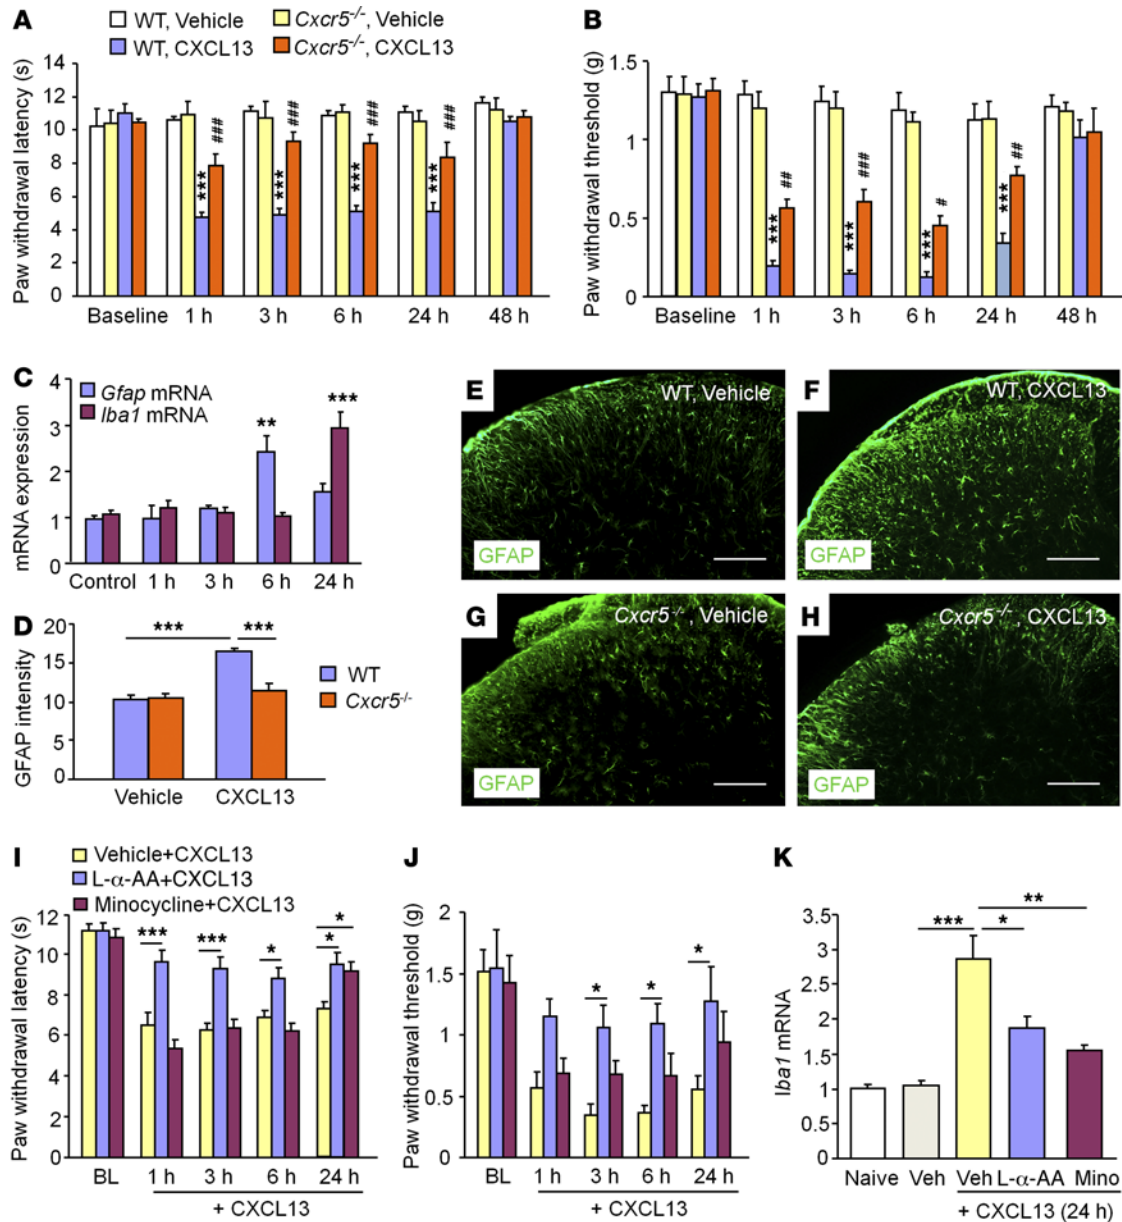 A
WT, Vehicle
Cxcr5-/-, Vehicle
WT, CXCL13
Cxcr5-/-, CXCL13
Paw withdrawal latency (s)
14
12
10
8
6
4
2
0
***
###
***
###
***
###
***
###
Baseline 1 h 3 h 6 h 24 h 48 h
B
Paw withdrawal threshold (g)
1.5
1
0.5
0
***
##
***
###
***
#
***
##
Baseline 1 h 3 h 6 h 24 h 48 h
C
Gfap mRNA
Iba1 mRNA
mRNA expression
4
3
2
1
0
**
***
Control 1 h 3 h 6 h 24 h
D
GFAP intensity
20
15
10
5
0
*** ***
WT
Cxcr5-/-
Vehicle CXCL13
E
WT, Vehicle
GFAP
F
WT, CXCL13
GFAP
G
Cxcr5-/-, Vehicle
GFAP
H
Cxcr5-/-, CXCL13
GFAP
I
Vehicle+CXCL13
L-α-AA+CXCL13
Minocycline+CXCL13
Paw withdrawal latency (s)
12
10
8
6
4
2
0
*** *** * * *
BL 1 h 3 h 6 h 24 h
+ CXCL13
J
Paw withdrawal threshold (g)
2
1.5
1
0.5
0
* * *
BL 1 h 3 h 6 h 24 h
+ CXCL13
K
Iba1 mRNA
3.5
3
2.5
2
1.5
1
0.5
0
*** * **
Naive Veh Veh L-α-AA Mino
+ CXCL13 (24 h)